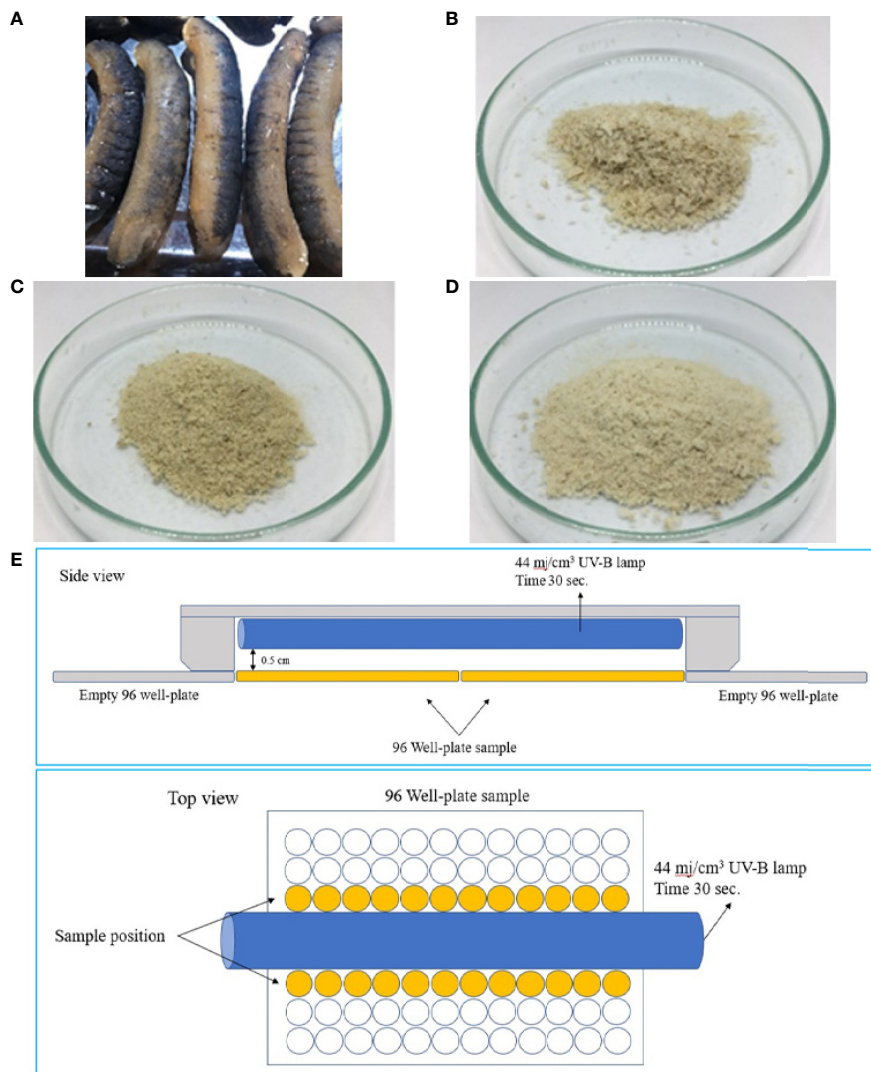 A
B
C
D
E
Side view
44 mj/cm³ UV-B lamp
Time 30 sec.
0.5 cm
Empty 96 well-plate
Empty 96 well-plate
96 Well-plate sample
Top view
96 Well-plate sample
44 mj/cm³ UV-B lamp
Time 30 sec.
Sample position